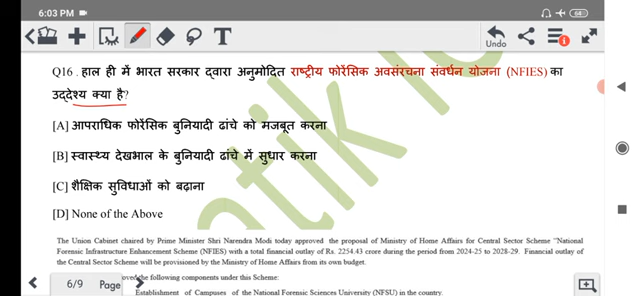 6:03 PM
68
Undo
Q16 . हाल ही में भारत सरकार द्वारा अनुमोदित राष्ट्रीय फोरेंसिक अवसंरचना संवर्धन योजना (NFIES) का
उद्देश्य क्या है?
[A] आपराधिक फोरेंसिक बुनियादी ढांचे को मजबूत करना
[B] स्वास्थ्य देखभाल के बुनियादी ढांचे में सुधार करना
[C] शैक्षिक सुविधाओं को बढ़ाना
[D] None of the Above
The Union Cabinet chaired by Prime Minister Shri Narendra Modi today approved the proposal of Ministry of Home Affairs for Central Sector Scheme "National
Forensic Infrastructure Enhancement Scheme (NFIES) with a total financial outlay of Rs. 2254.43 crore during the period from 2024-25 to 2028-29. Financial outlay of
the Central Sector Scheme will be provisioned by the Ministry of Home Affairs from its own budget.
6/9 Page
the following components under this Scheme:
Establishment of Campuses of the National Forensic Sciences University (NFSU) in the country.